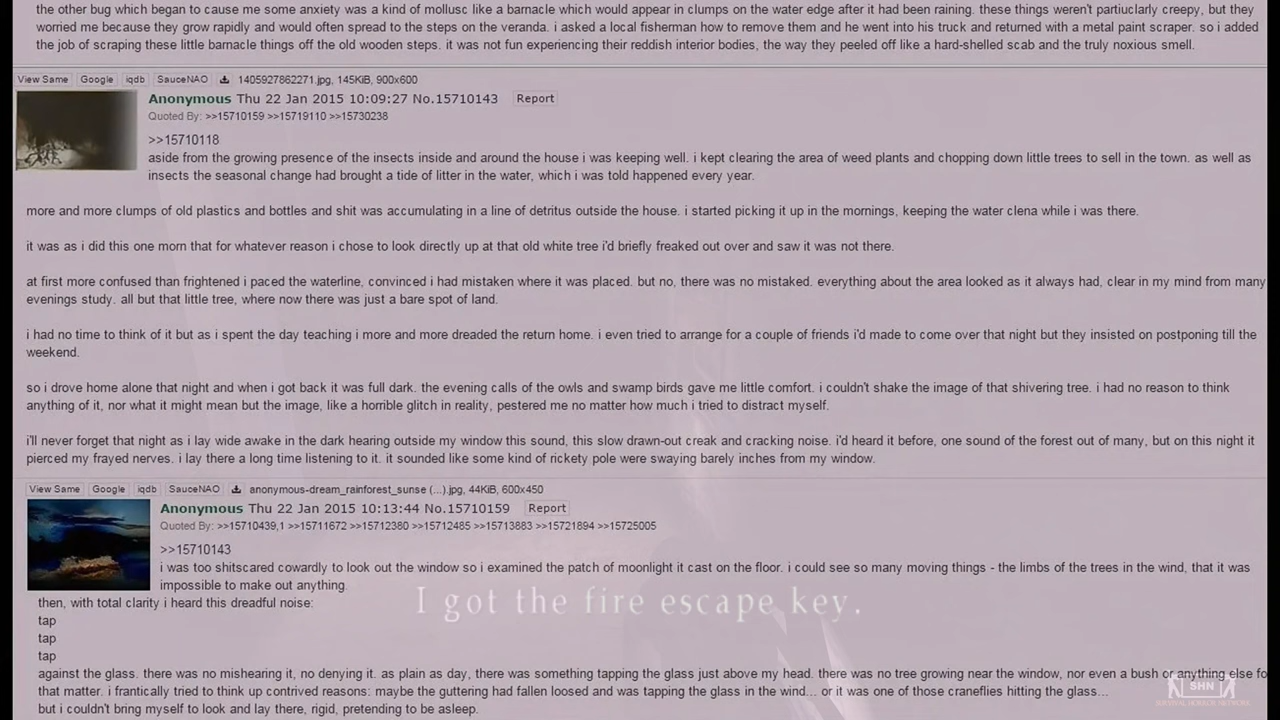 the other bug which began to cause me some anxiety was a kind of mollusc like a barnacle which would appear in clumps on the water edge after it had been raining. these things weren't partiuclarly creepy, but they
worried me because they grow rapidly and would often spread to the steps on the veranda. i asked a local fisherman how to remove them and he went into his truck and returned with a metal paint scraper. so i added
the job of scraping these little barnacle things off the old wooden steps. it was not fun experiencing their reddish interior bodies, the way they peeled off like a hard-shelled scab and the truly noxious smell.
View Same Google iqdb SauceNAO 1405927862271.jpg, 145KiB, 900x600
Anonymous Thu 22 Jan 2015 10:09:27 No.15710143 Report
Quoted By: >>15710159 >>15719110 >>15730238
>>15710118
aside from the growing presence of the insects inside and around the house i was keeping well. i kept clearing the area of weed plants and chopping down little trees to sell in the town. as well as
insects the seasonal change had brought a tide of litter in the water, which i was told happened every year.
more and more clumps of old plastics and bottles and shit was accumulating in a line of detritus outside the house. i started picking it up in the mornings, keeping the water clena while i was there.
it was as i did this one morn that for whatever reason i chose to look directly up at that old white tree i'd briefly freaked out over and saw it was not there.
at first more confused than frightened i paced the waterline, convinced i had mistaken where it was placed. but no, there was no mistaked. everything about the area looked as it always had, clear in my mind from many
evenings study. all but that little tree, where now there was just a bare spot of land.
i had no time to think of it but as i spent the day teaching i more and more dreaded the return home. i even tried to arrange for a couple of friends i'd made to come over that night but they insisted on postponing till the
weekend.
so i drove home alone that night and when i got back it was full dark. the evening calls of the owls and swamp birds gave me little comfort. i couldn't shake the image of that shivering tree. i had no reason to think
anything of it, nor what it might mean but the image, like a horrible glitch in reality, pestered me no matter how much i tried to distract myself.
i'll never forget that night as i lay wide awake in the dark hearing outside my window this sound, this slow drawn-out creak and cracking noise. i'd heard it before, one sound of the forest out of many, but on this night it
pierced my frayed nerves. i lay there a long time listening to it. it sounded like some kind of rickety pole were swaying barely inches from my window.
View Same Google iqdb SauceNAO anonymous-dream_rainforest_sunse (...).jpg, 44KiB, 600x450
Anonymous Thu 22 Jan 2015 10:13:44 No.15710159 Report
Quoted By: >>15710439,1 >>15711672 >>15712380 >>15712485 >>15713883 >>15721894 >>15725005
>>15710143
i was too shitscared cowardly to look out the window so i examined the patch of moonlight it cast on the floor. i could see so many moving things - the limbs of the trees in the wind, that it was
impossible to make out anything.
I got the fire escape key.
then, with total clarity i heard this dreadful noise:
tap
tap
tap
against the glass. there was no mishearing it, no denying it. as plain as day, there was something tapping the glass just above my head. there was no tree growing near the window, nor even a bush or anything else fo
that matter. i frantically tried to think up contrived reasons: maybe the guttering had fallen loosed and was tapping the glass in the wind... or it was one of those craneflies hitting the glass...
but i couldn't bring myself to look and lay there, rigid, pretending to be asleep.
SHN
SURVIVAL HORROR NETWORK